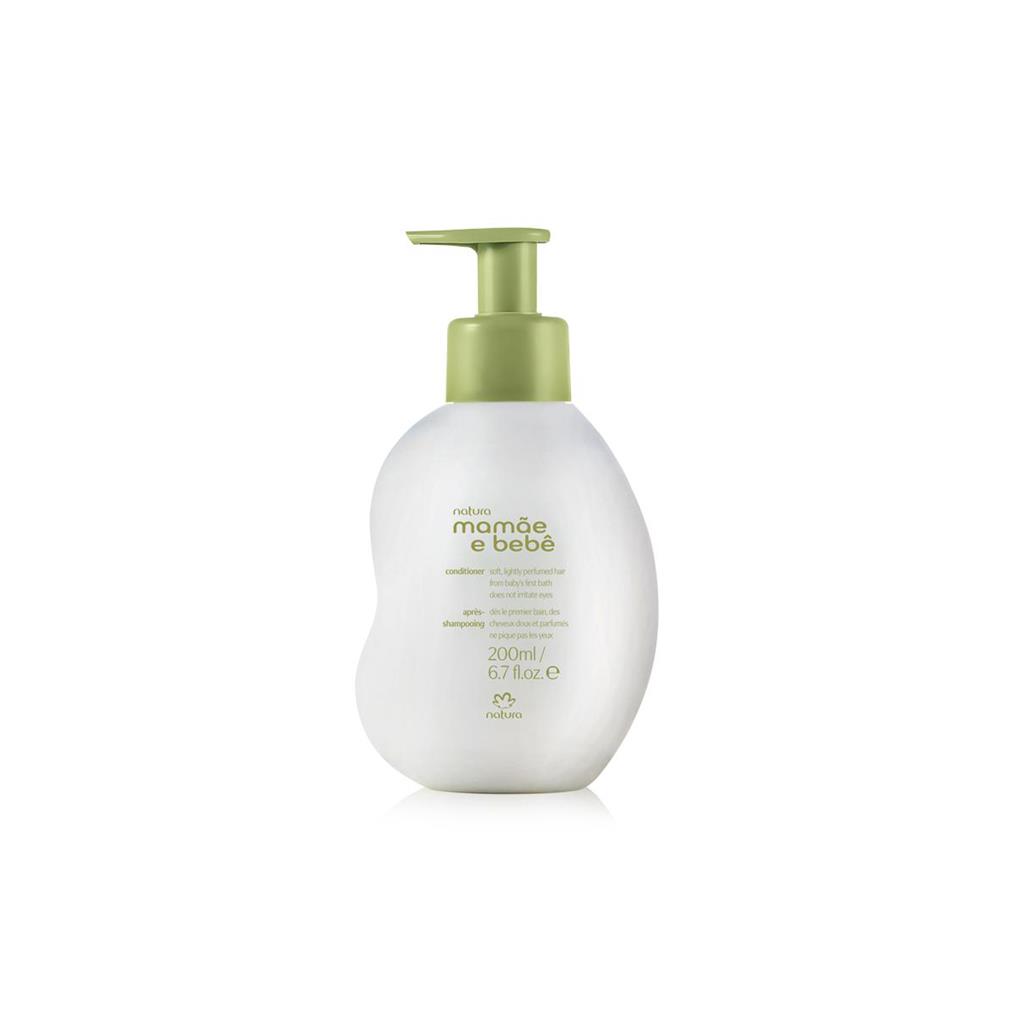 natura
mamãe
e bebê
conditioner soft, lightly perfumed hair
from baby's first bath
does not irritate eyes
après- dès le premier bain, des
shampooing cheveux doux et parfumés
ne pique pas les yeux
200ml /
6.7 fl.oz. ℮
natura